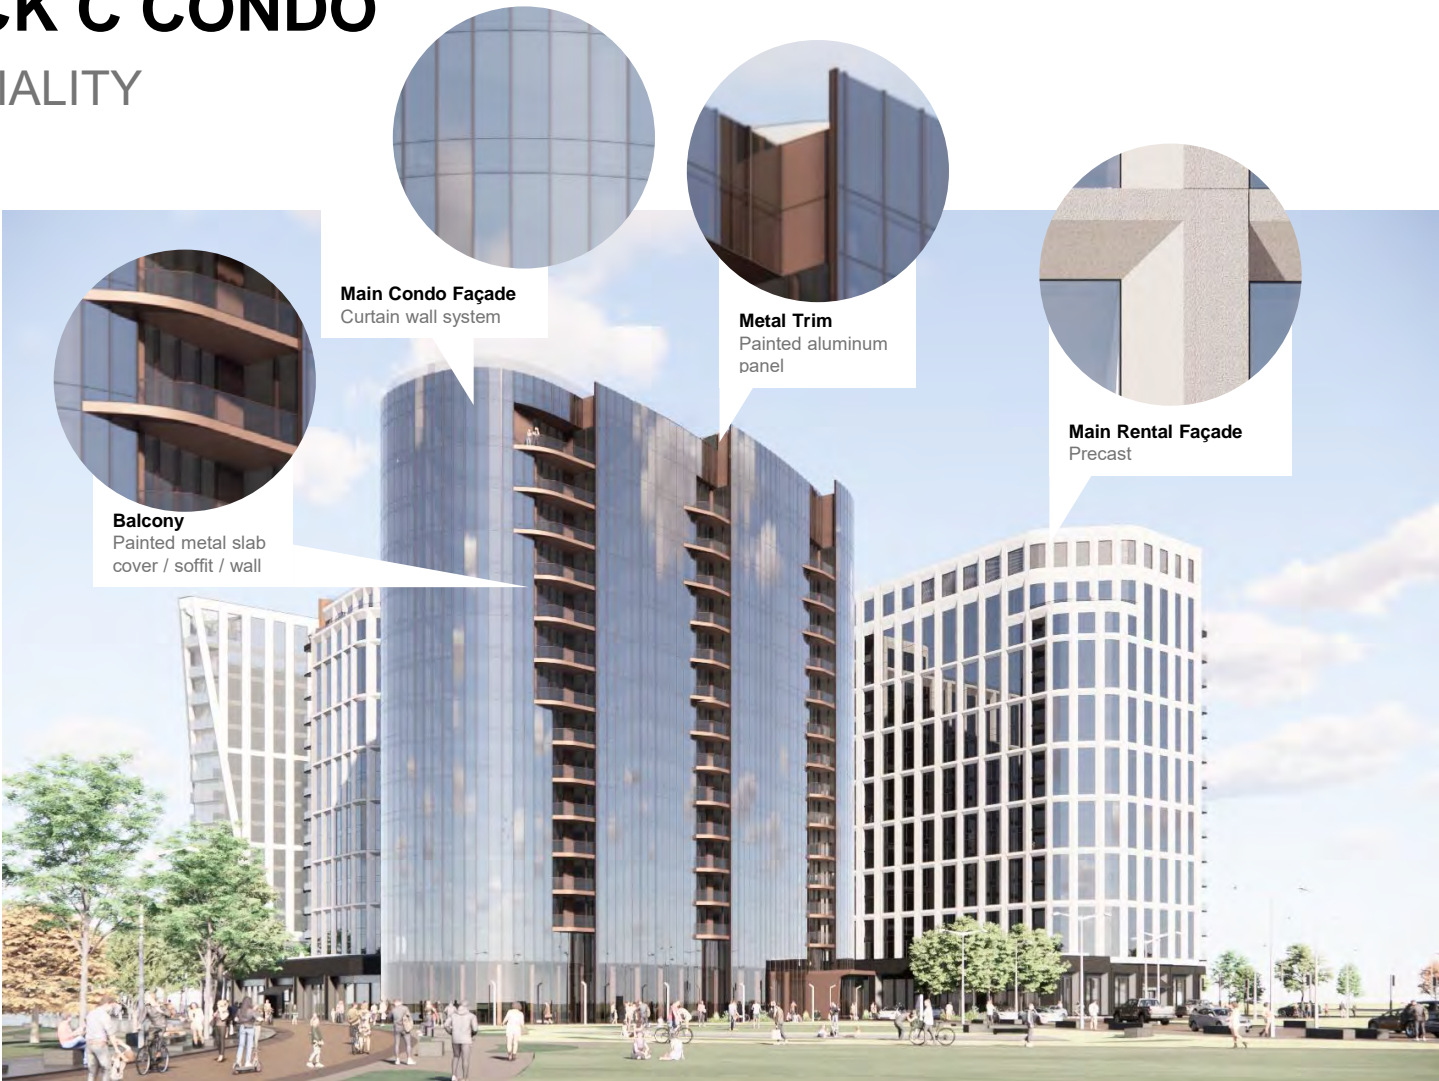 CK C CONDO
IALITY
Main Condo Façade
Curtain wall system
Metal Trim
Painted aluminum
panel
Main Rental Façade
Precast
Balcony
Painted metal slab
cover / soffit / wall